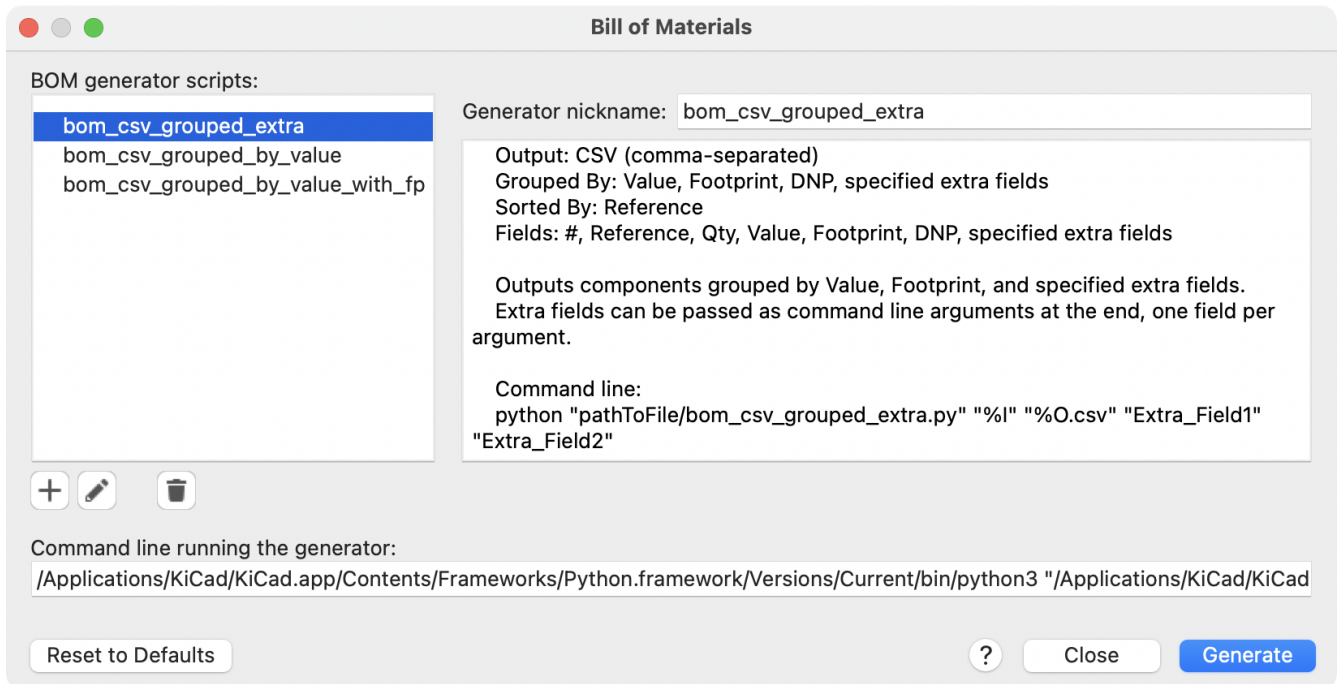 Bill of Materials
BOM generator scripts:
bom_csv_grouped_extra
bom_csv_grouped_by_value
bom_csv_grouped_by_value_with_fp
Generator nickname: bom_csv_grouped_extra
Output: CSV (comma-separated)
Grouped By: Value, Footprint, DNP, specified extra fields
Sorted By: Reference
Fields: #, Reference, Qty, Value, Footprint, DNP, specified extra fields
Outputs components grouped by Value, Footprint, and specified extra fields.
Extra fields can be passed as command line arguments at the end, one field per
argument.
Command line:
python "pathToFile/bom_csv_grouped_extra.py" "%I" "%O.csv" "Extra_Field1"
"Extra_Field2"
Command line running the generator:
/Applications/KiCad/KiCad.app/Contents/Frameworks/Python.framework/Versions/Current/bin/python3 "/Applications/KiCad/KiCad
Reset to Defaults
?
Close
Generate